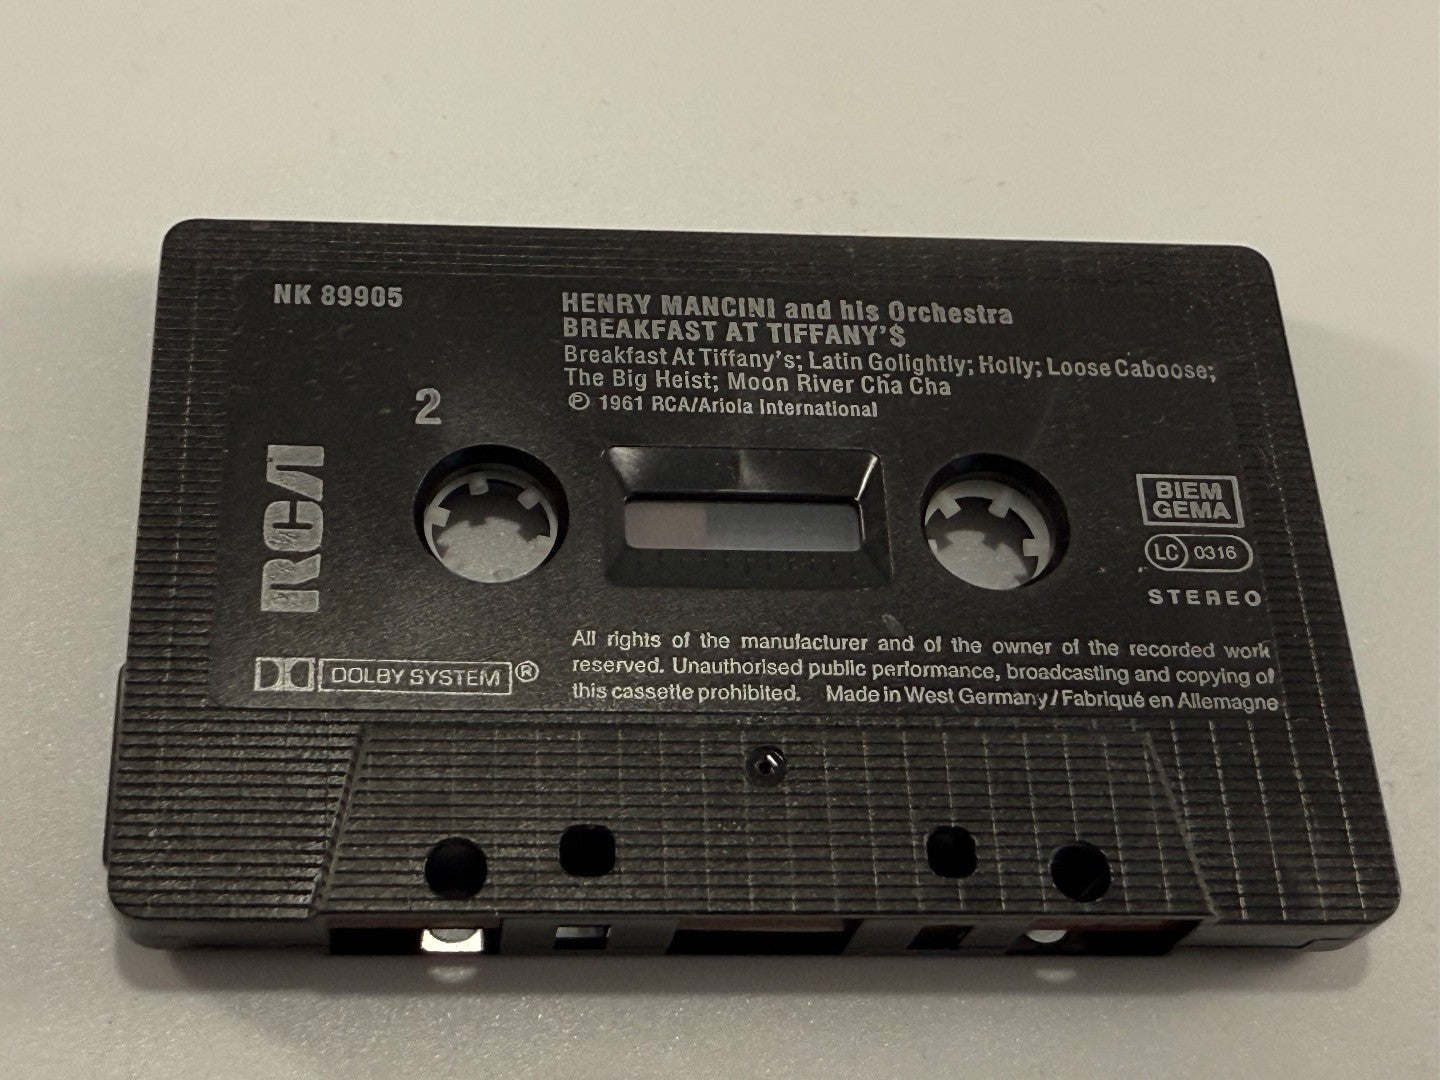 NK 89905
HENRY MANCINI and his Orchestra
BREAKFAST AT TIFFANY'S
Breakfast At Tiffany's; Latin Golightly; Holly; Loose Caboose;
The Big Heist; Moon River Cha Cha
℗ 1961 RCA/Ariola International
2
RCA
BIEM
GEMA
LC 0316
STEREO
DOLBY SYSTEM ®
All rights of the manufacturer and of the owner of the recorded work
reserved. Unauthorised public performance, broadcasting and copying of
this cassette prohibited. Made in West Germany/Fabriqué en Allemagne